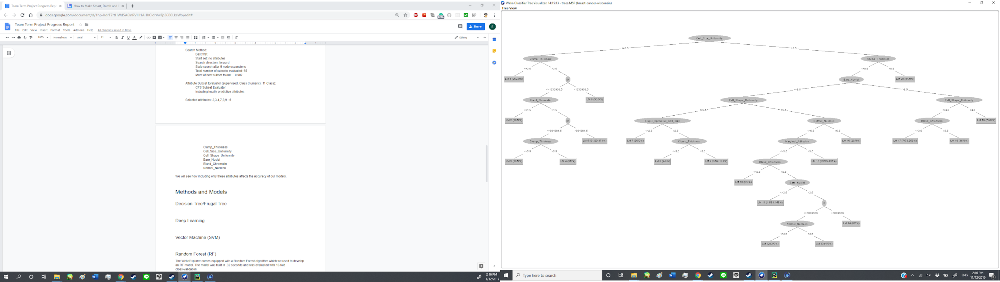 Team Term Project Progress Rep
How to Make Smart, Dumb and
docs.google.com/document/d/1hp-KdrT7rtHWd5A6InRVIH1AHhCIdrVwTp36B0LksWo/edit#
Team Term Project Progress Report
File Edit View Insert Format Tools Add-ons Help All changes saved in Drive
Share
E
100% Normal text Arial 11 B I U A Editing
Search Method:
Best first.
Start set: no attributes
Search direction: forward
Stale search after 5 node expansions
Total number of subsets evaluated: 65
Merit of best subset found: 0.907
Attribute Subset Evaluator (supervised, Class (numeric): 11 Class):
CFS Subset Evaluator
Including locally predictive attributes
Selected attributes: 2,3,4,7,8,9 : 6
Clump_Thickness
Cell_Size_Uniformity
Cell_Shape_Uniformity
Bare_Nuclei
Bland_Chromatin
Normal_Nucleoli
We will see how including only these attributes affects the accuracy of our models.
Methods and Models
Decision Tree/Frugal Tree
Deep Learning
Vector Machine (SVM)
Random Forest (RF)
The WekaExplorer comes equipped with a Random Forest algorithm which we used to develop
an RF model. The model was built in .32 seconds and was evaluated with 10-fold
cross-validation.
2:16 PM
11/12/2019
Weka Classifier Tree Visualizer: 14:15:13 - trees.M5P (breast-cancer-wisconsin)
Tree View
Cell_Size_Uniformity
<=1.5 >1.5
Clump_Thickness Clump_Thickness
<=3.5 >3.5 <=8.5 >8.5
LM 1 (252/0%) ID Bare_Nuclei LM 20 (81/0%)
<=1230909.5 >1230909.5 <=8.5 >8.5
Bland_Chromatin LM 6 (50/0%) Cell_Shape_Uniformity Cell_Shape_Uniformity
<=1.5 >1.5 <=2.5 >2.5 <=4.5 >4.5
LM 2 (19/0%) ID Single_Epithelial_Cell_Size Normal_Nucleoli Bland_Chromatin LM 19 (74/0%)
<=864681.5 >864681.5 <=2.5 >2.5 <=9.5 >9.5 <=3.5 >3.5
Clump_Thickness LM 5 (51/29.171%) LM 7 (39/0%) Clump_Thickness Marginal_Adhesion LM 16 (20/0%) LM 17 (7/73.555%) LM 18 (15/0%)
<=5.5 >5.5 <=5.5 >5.5 <=3.5 >3.5
LM 3 (10/0%) LM 4 (3/0%) LM 8 (9/0%) LM 9 (3/99.181%) Bland_Chromatin LM 15 (33/75.437%)
<=2.5 >2.5
LM 10 (9/0%) Bare_Nuclei
<=2.5 >2.5
LM 11 (11/81.148%) ID
<=1029039 >1029039
Normal_Nucleoli LM 14 (8/0%)
<=3.5 >3.5
LM 12 (2/0%) LM 13 (4/0%)
Type here to search
ENG
2:16 PM
11/12/2019